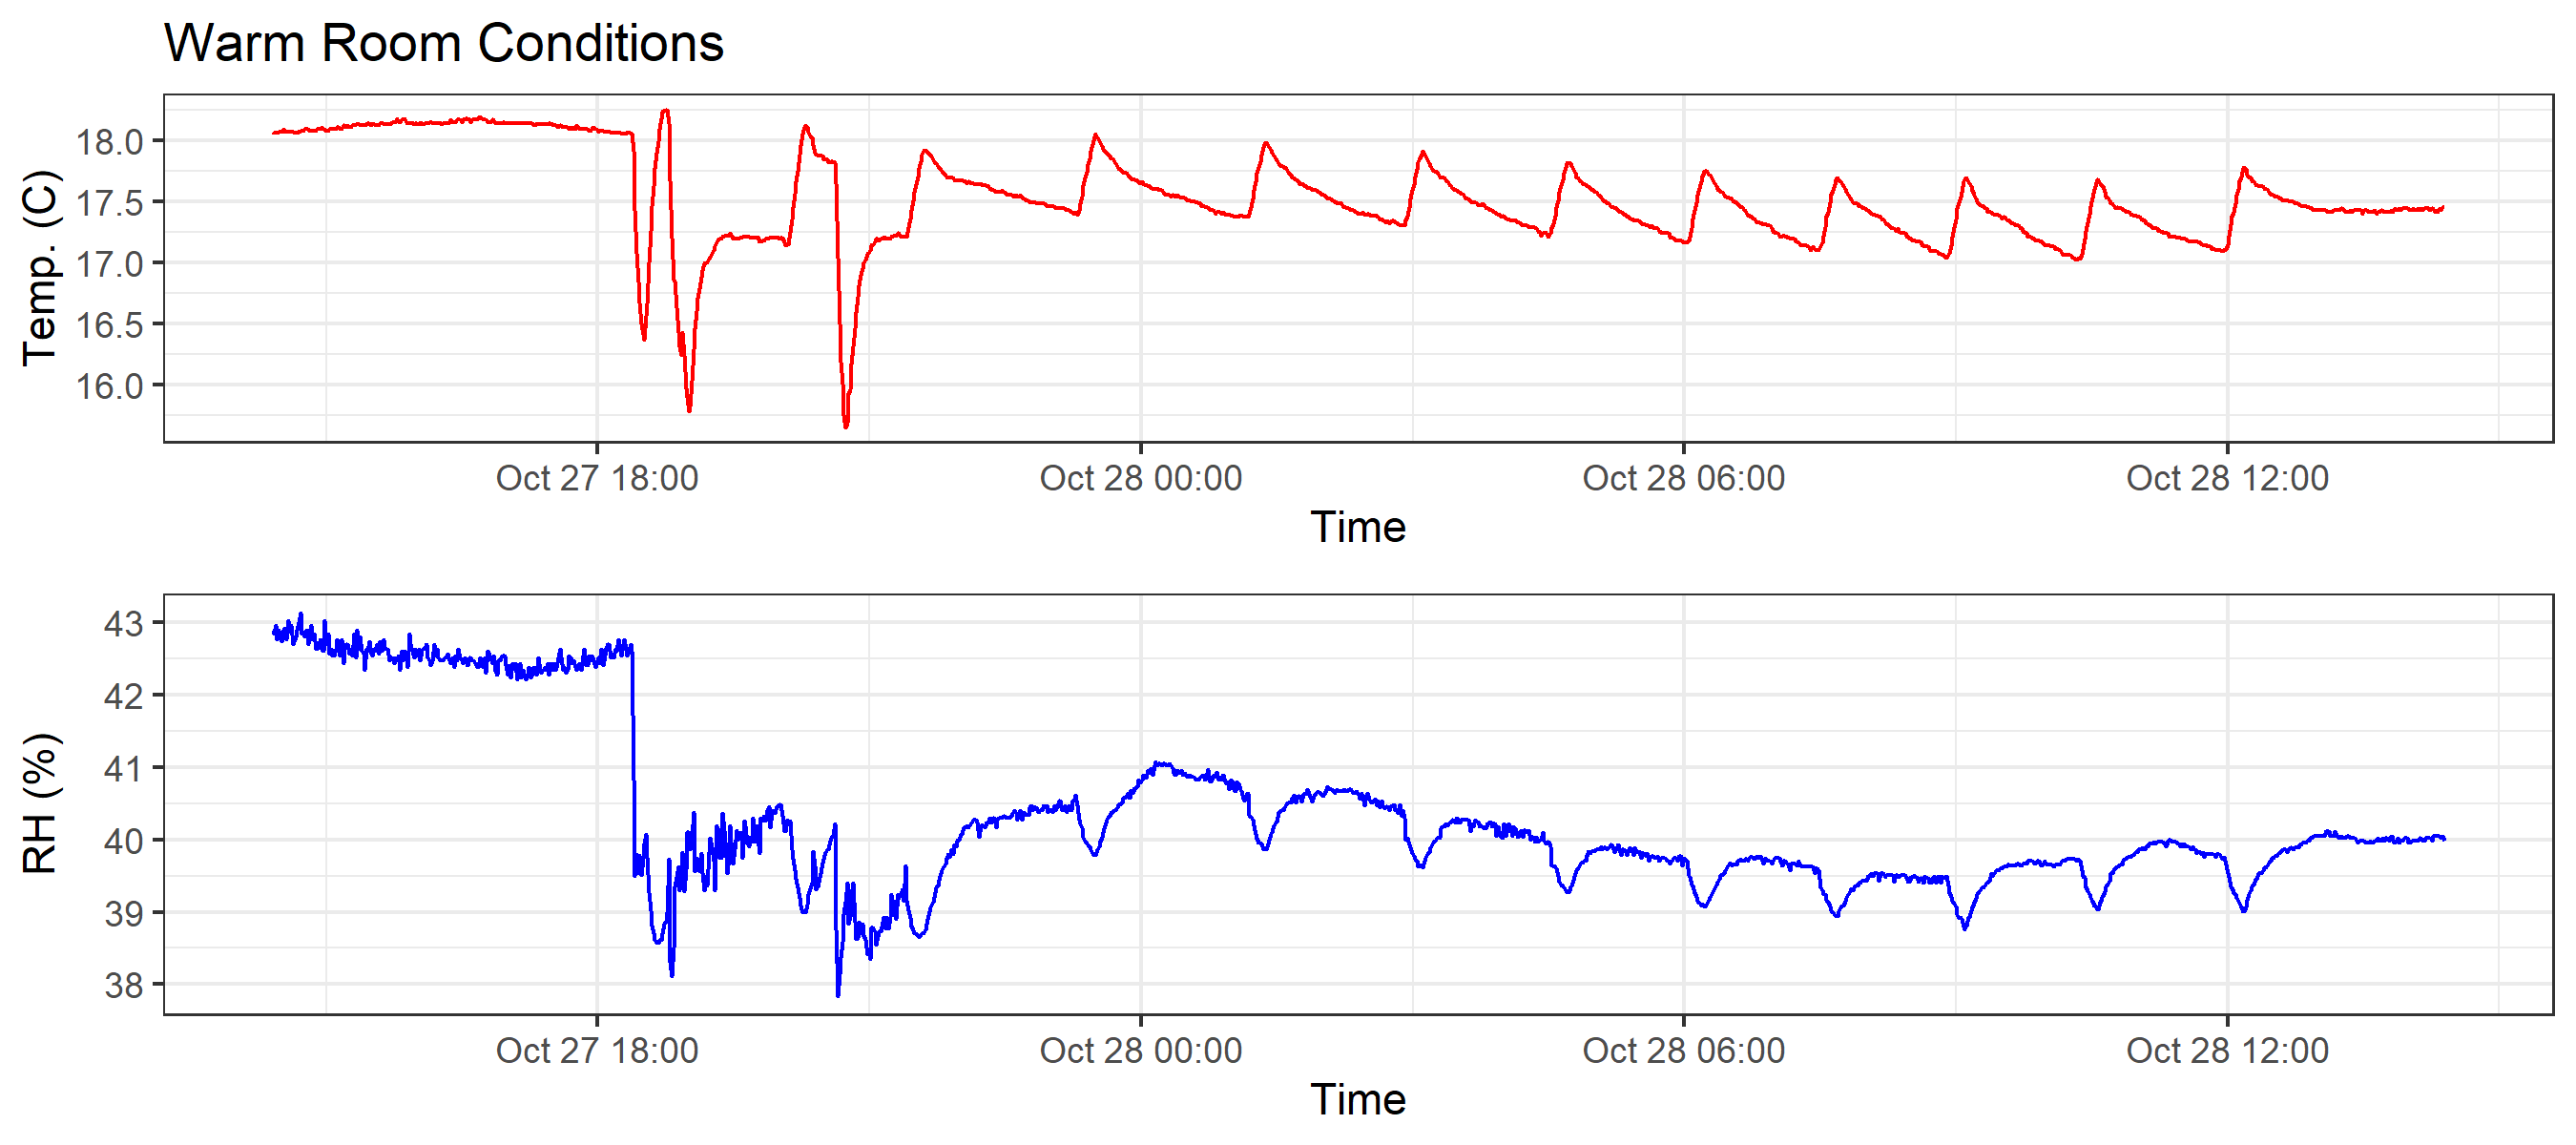 Warm Room Conditions
Temp. (C)
18.0
17.5
17.0
16.5
16.0
Oct 27 18:00 Oct 28 00:00 Oct 28 06:00 Oct 28 12:00
Time
RH (%)
43
42
41
40
39
38
Oct 27 18:00 Oct 28 00:00 Oct 28 06:00 Oct 28 12:00
Time